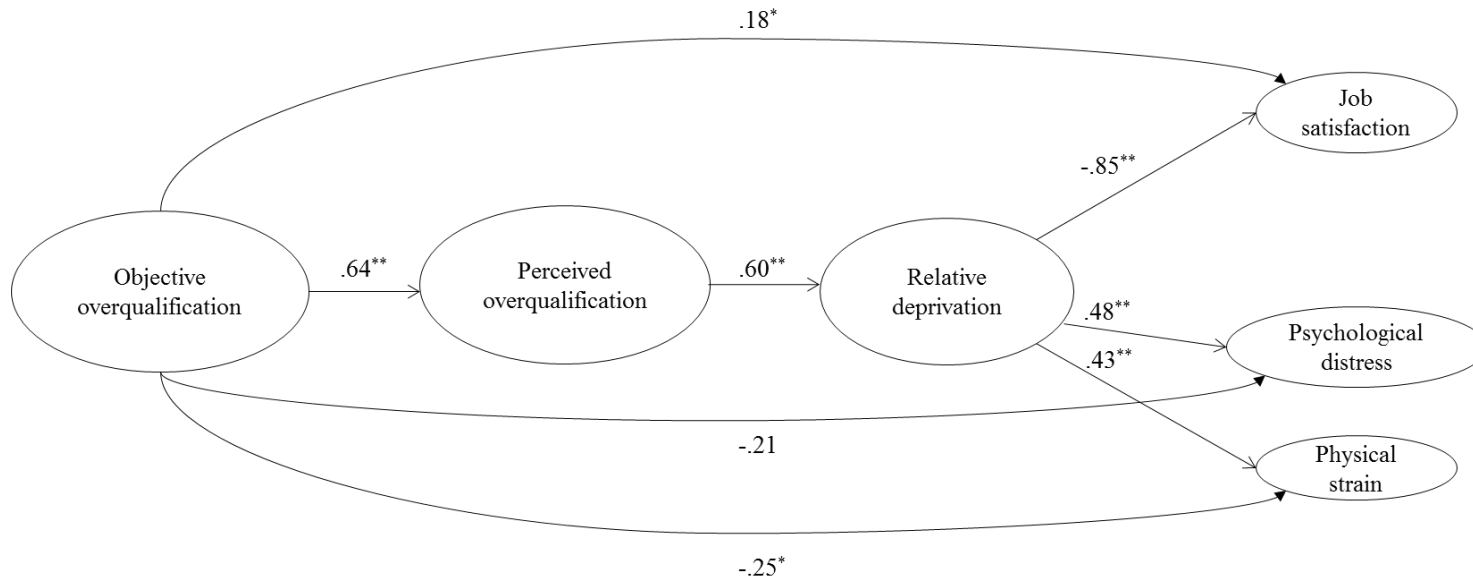 .18*
Job
satisfaction
-.85**
Objective
overqualification
.64**
Perceived
overqualification
.60**
Relative
deprivation
.48**
Psychological
distress
.43**
-.21
Physical
strain
-.25*